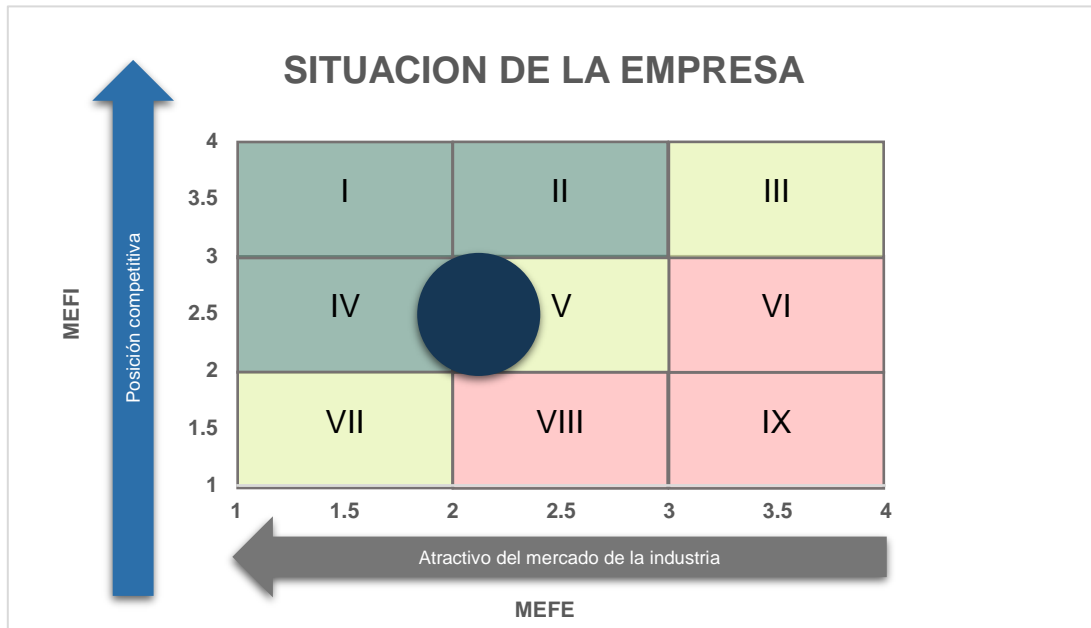 SITUACION DE LA EMPRESA
4
3.5
3
2.5
2
1.5
1
MEFI
Posición competitiva
I
II
III
IV
V
VI
VII
VIII
IX
1
1.5
2
2.5
3
3.5
4
Atractivo del mercado de la industria
MEFE